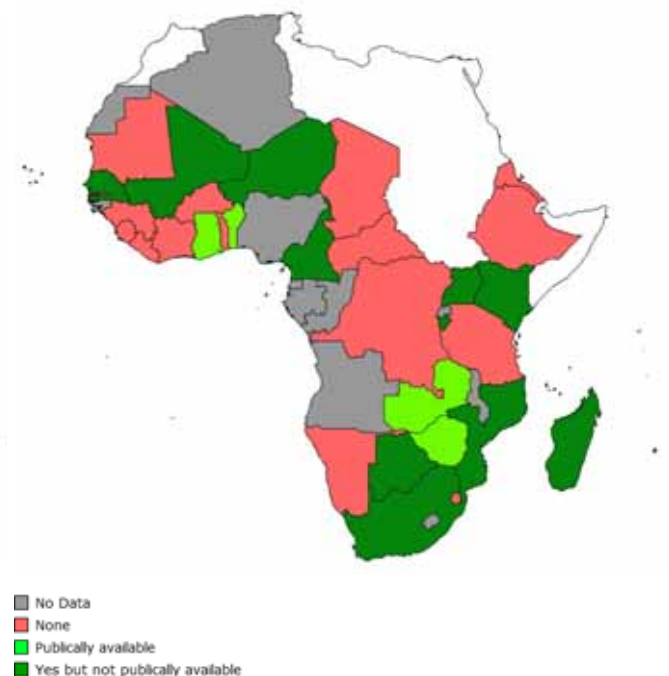 No Data
None
Publically available
Yes but not publically available